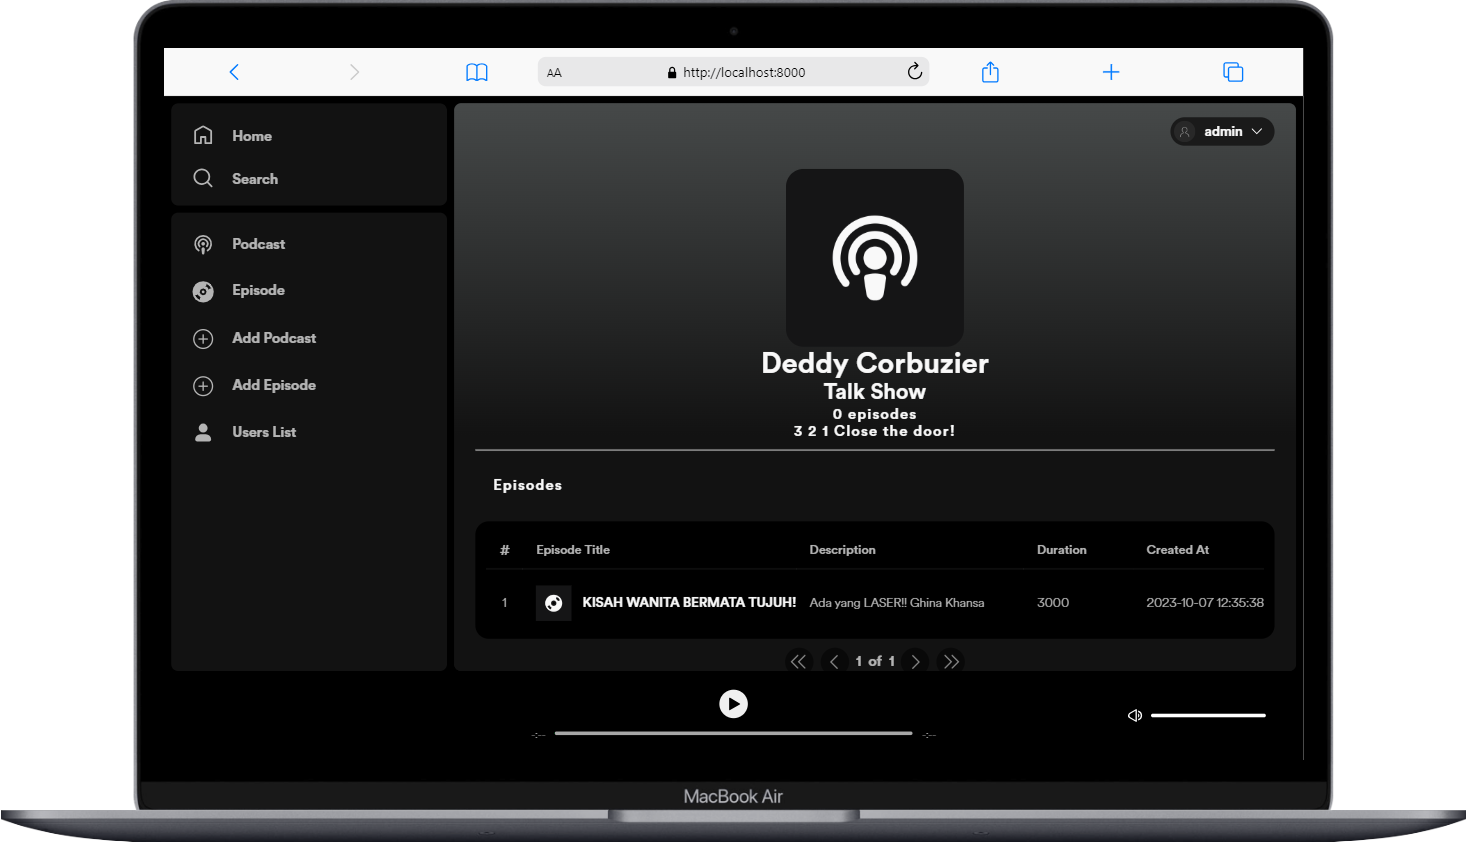 AA http://localhost:8000
Home
Search
Podcast
Episode
Add Podcast
Add Episode
Users List
admin
Deddy Corbuzier
Talk Show
0 episodes
3 2 1 Close the door!
Episodes
# Episode Title Description Duration Created At
1 KISAH WANITA BERMATA TUJUH! Ada yang LASER!! Ghina Khansa 3000 2023-10-07 12:35:38
1 of 1
-:-- -:--
MacBook Air